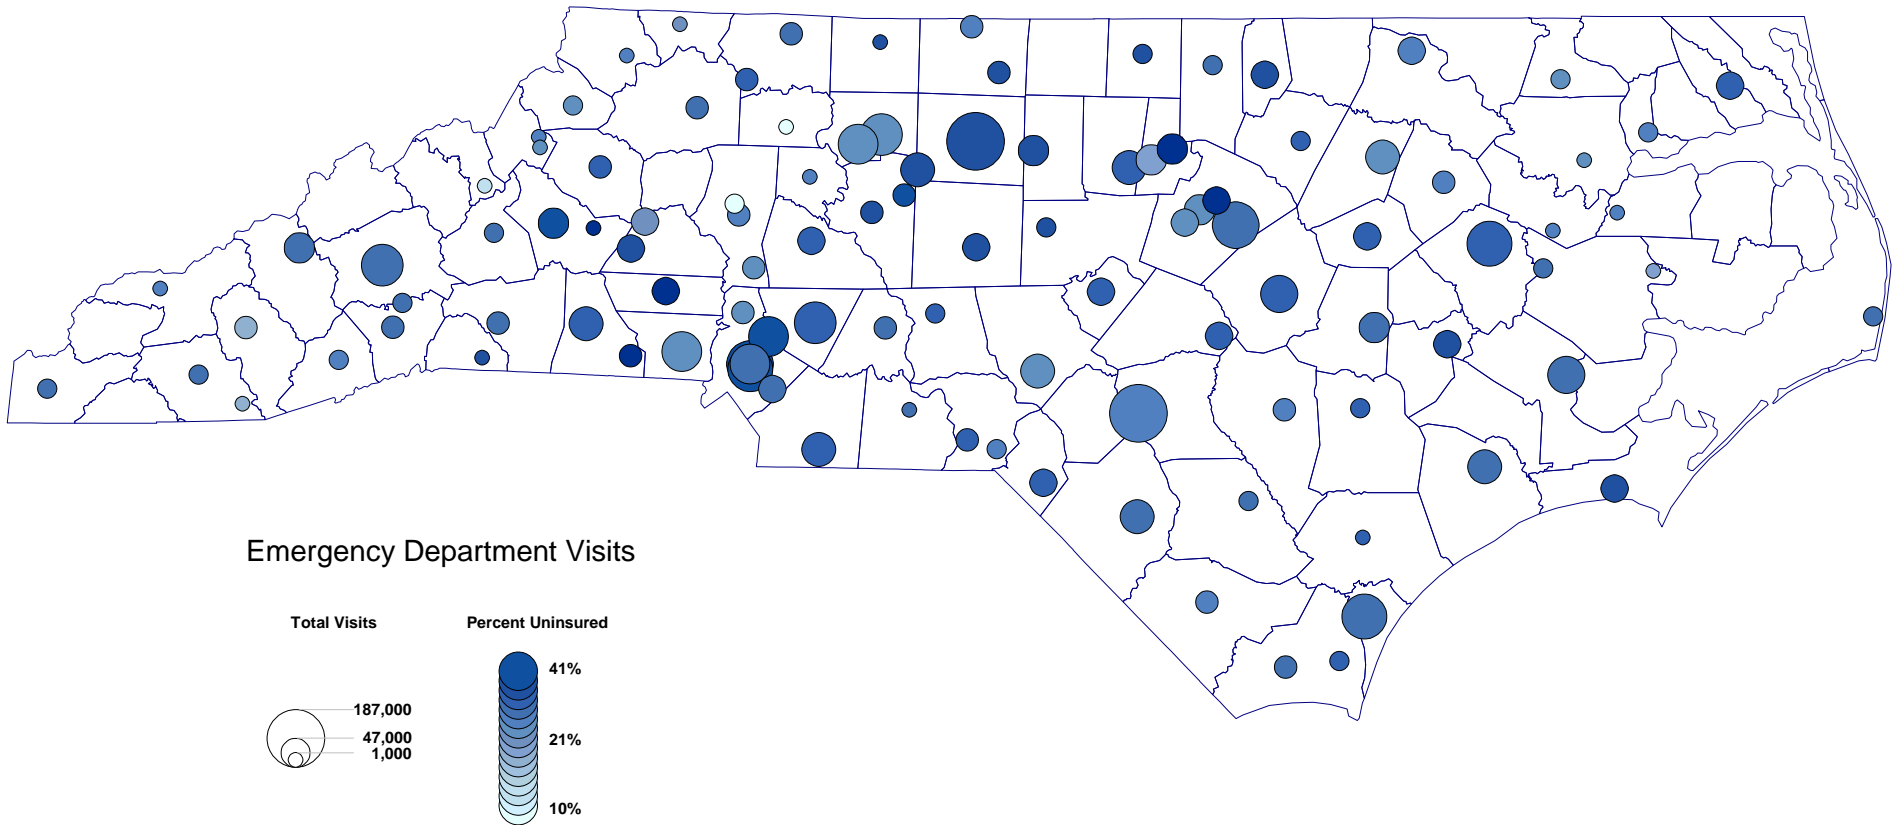 Emergency Department Visits
Total Visits
Percent Uninsured
187,000
47,000
1,000
41%
21%
10%